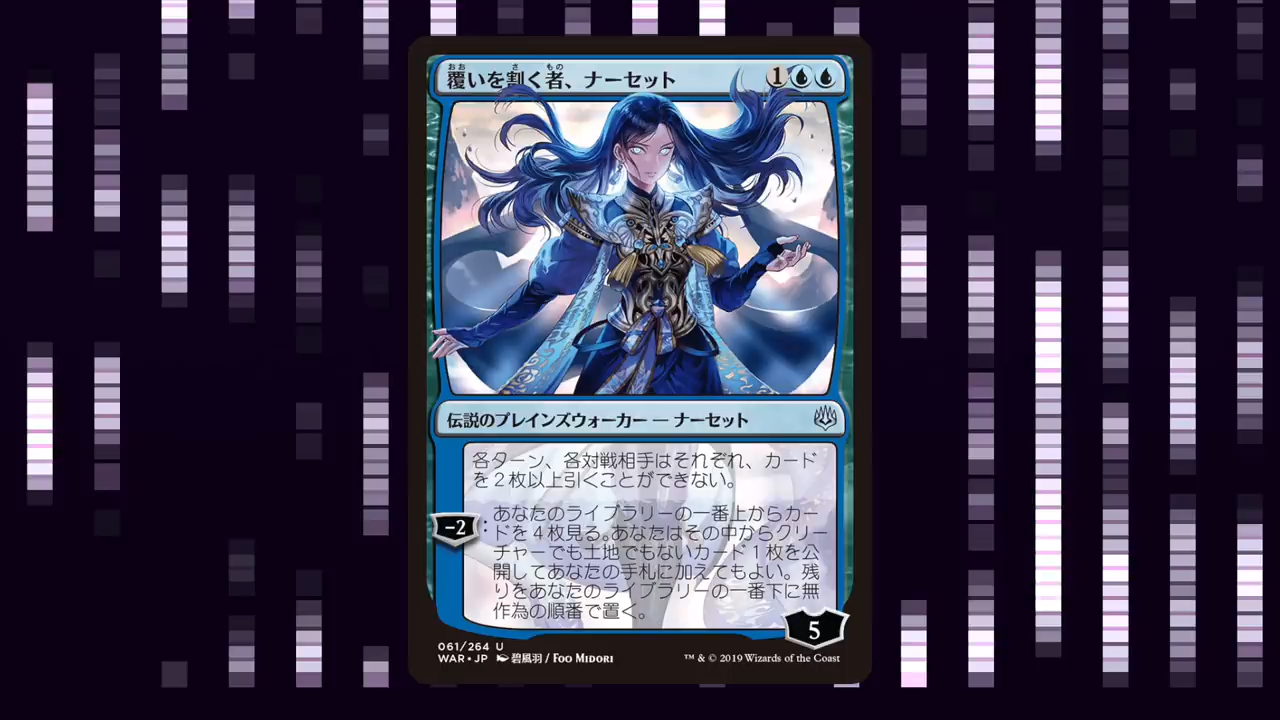 覆いを割く者、ナーセット
おお さ もの
1
伝説のプレインズウォーカー — ナーセット
各ターン、各対戦相手はそれぞれ、カード
を2枚以上引くことができない。
-2:
あなたのライブラリーの一番上からカー
ドを4枚見る。あなたはその中からクリー
チャーでも土地でもないカード1枚を公
開してあなたの手札に加えてもよい。残
りをあなたのライブラリーの一番下に無
作為の順番で置く。
5
061/264 U
WAR • JP 碧風羽 / Foo Midori
™ & © 2019 Wizards of the Coast